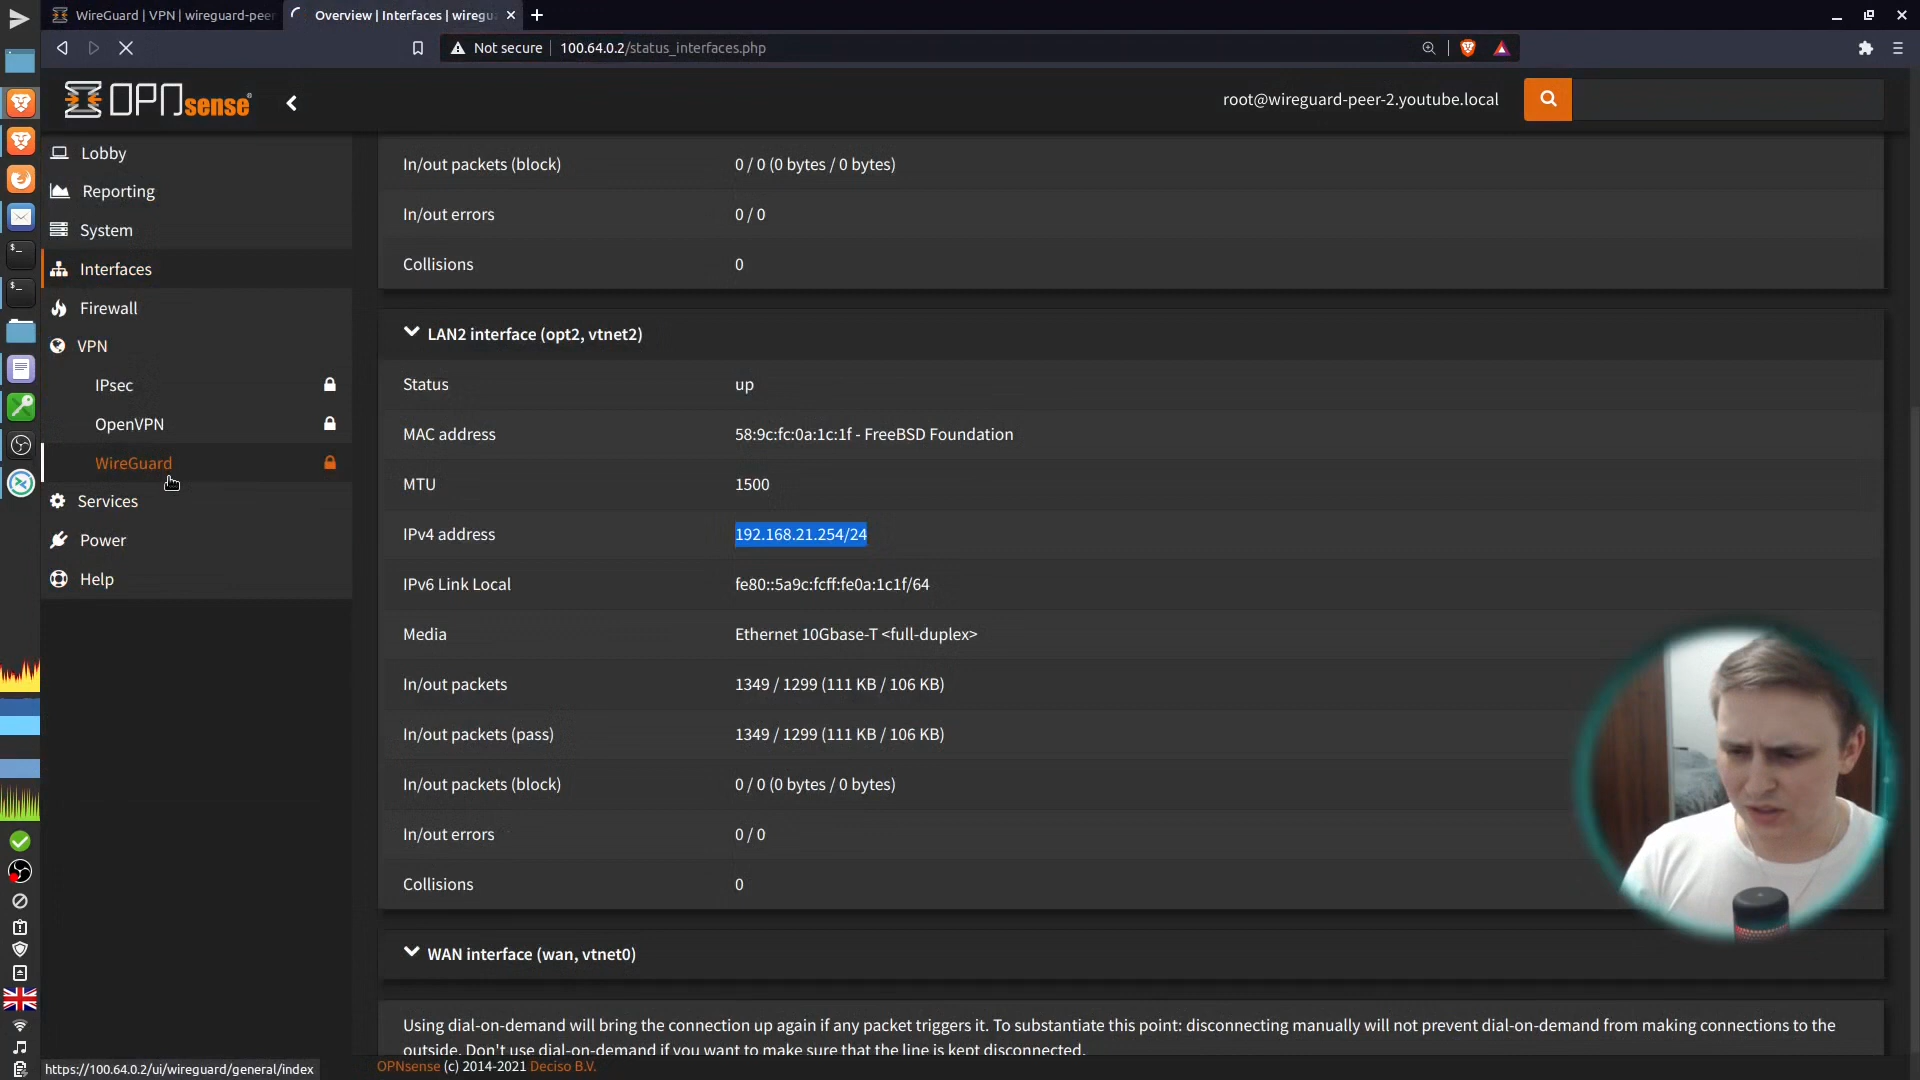 WireGuard | VPN | wireguard-peer
Overview | Interfaces | wiregu
Not secure
100.64.0.2/status_interfaces.php
OPNsense
root@wireguard-peer-2.youtube.local
Lobby
Reporting
System
Interfaces
Firewall
VPN
IPsec
OpenVPN
WireGuard
Services
Power
Help
In/out packets (block) 0 / 0 (0 bytes / 0 bytes)
In/out errors 0 / 0
Collisions 0
LAN2 interface (opt2, vtnet2)
Status up
MAC address 58:9c:fc:0a:1c:1f - FreeBSD Foundation
MTU 1500
IPv4 address 192.168.21.254/24
IPv6 Link Local fe80::5a9c:fcff:fe0a:1c1f/64
Media Ethernet 10Gbase-T <full-duplex>
In/out packets 1349 / 1299 (111 KB / 106 KB)
In/out packets (pass) 1349 / 1299 (111 KB / 106 KB)
In/out packets (block) 0 / 0 (0 bytes / 0 bytes)
In/out errors 0 / 0
Collisions 0
WAN interface (wan, vtnet0)
Using dial-on-demand will bring the connection up again if any packet triggers it. To substantiate this point: disconnecting manually will not prevent dial-on-demand from making connections to the
outside. Don't use dial-on-demand if you want to make sure that the line is kept disconnected.
https://100.64.0.2/ui/wireguard/general/index
OPNsense (c) 2014-2021 Deciso B.V.